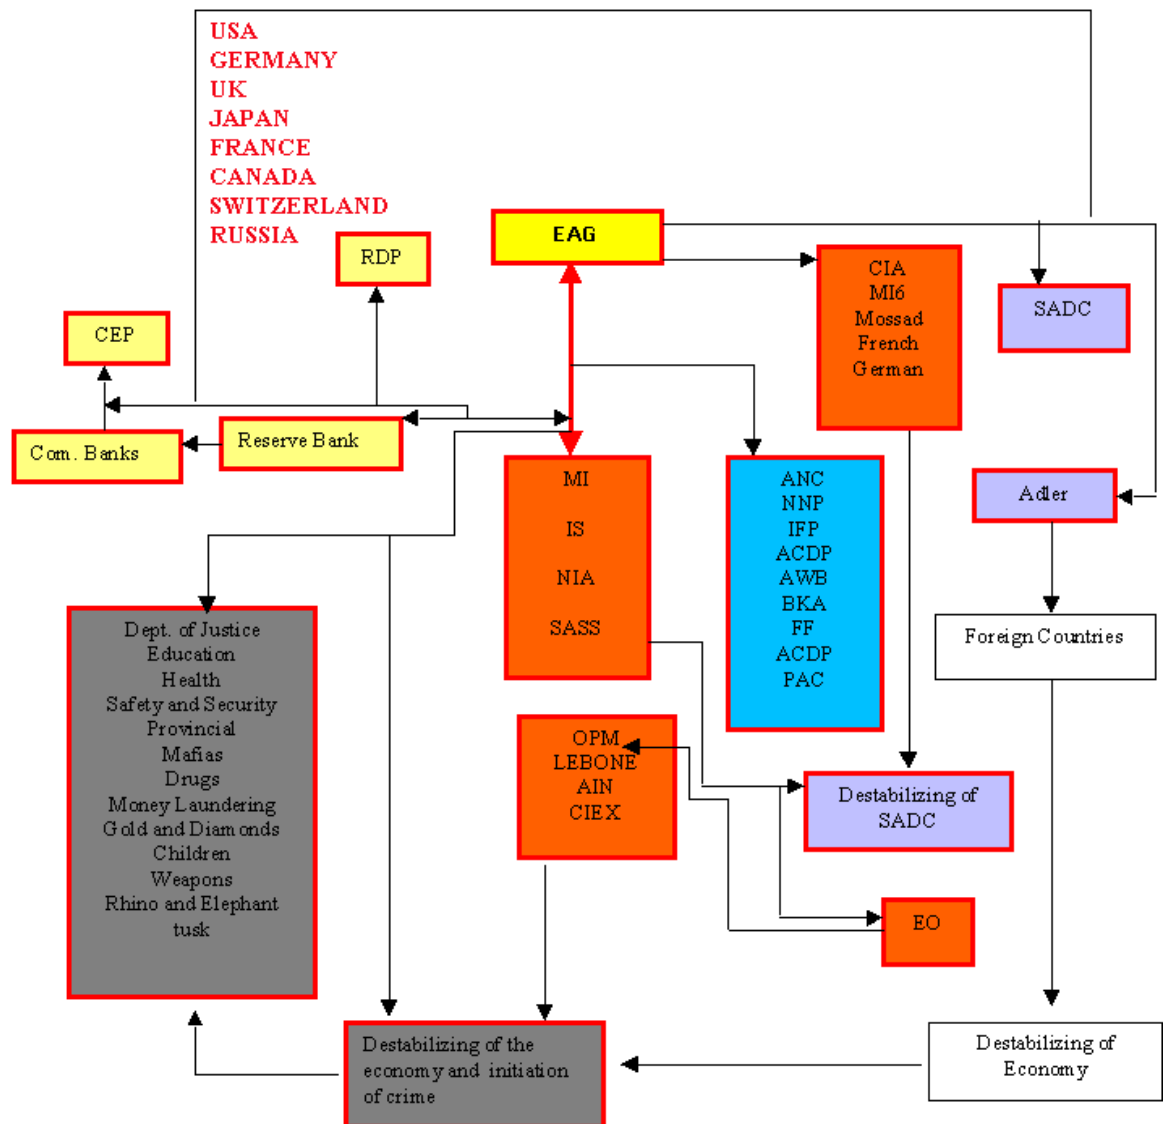 USA
GERMANY
UK
JAPAN
FRANCE
CANADA
SWITZERLAND
RUSSIA
EAG
RDP
CIA
MI6
Mossad
French
German
SADC
CEP
Com. Banks
Reserve Bank
MI
IS
NIA
SASS
ANC
NNP
IFP
ACDP
AWB
BKA
FF
ACDP
PAC
Adler
Foreign Countries
Dept. of Justice
Education
Health
Safety and Security
Provincial
Mafias
Drugs
Money Laundering
Gold and Diamonds
Children
Weapons
Rhino and Elephant
tusk
OPM
LEBONE
AIN
CIEX
Destabilizing of
SADC
EO
Destabilizing of the
economy and initiation
of crime
Destabilizing of
Economy